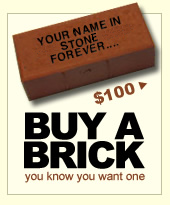 YOUR NAME IN
STONE
FOREVER....
$100
BUY A
BRICK
you know you want one